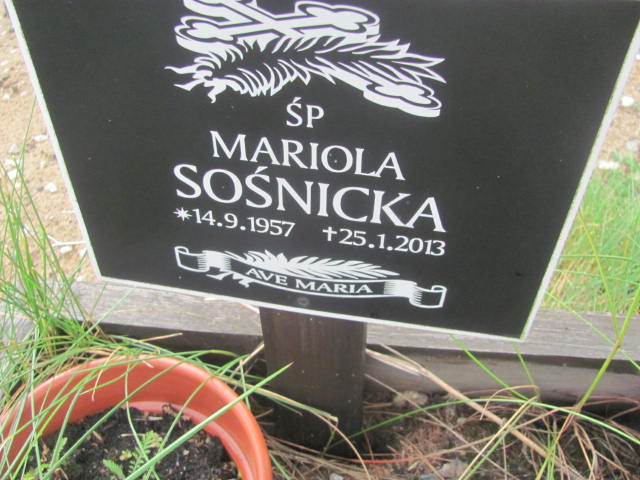 ŚP
MARIOLA
SOŚNICKA
*14.9.1957 †25.1.2013
AVE MARIA